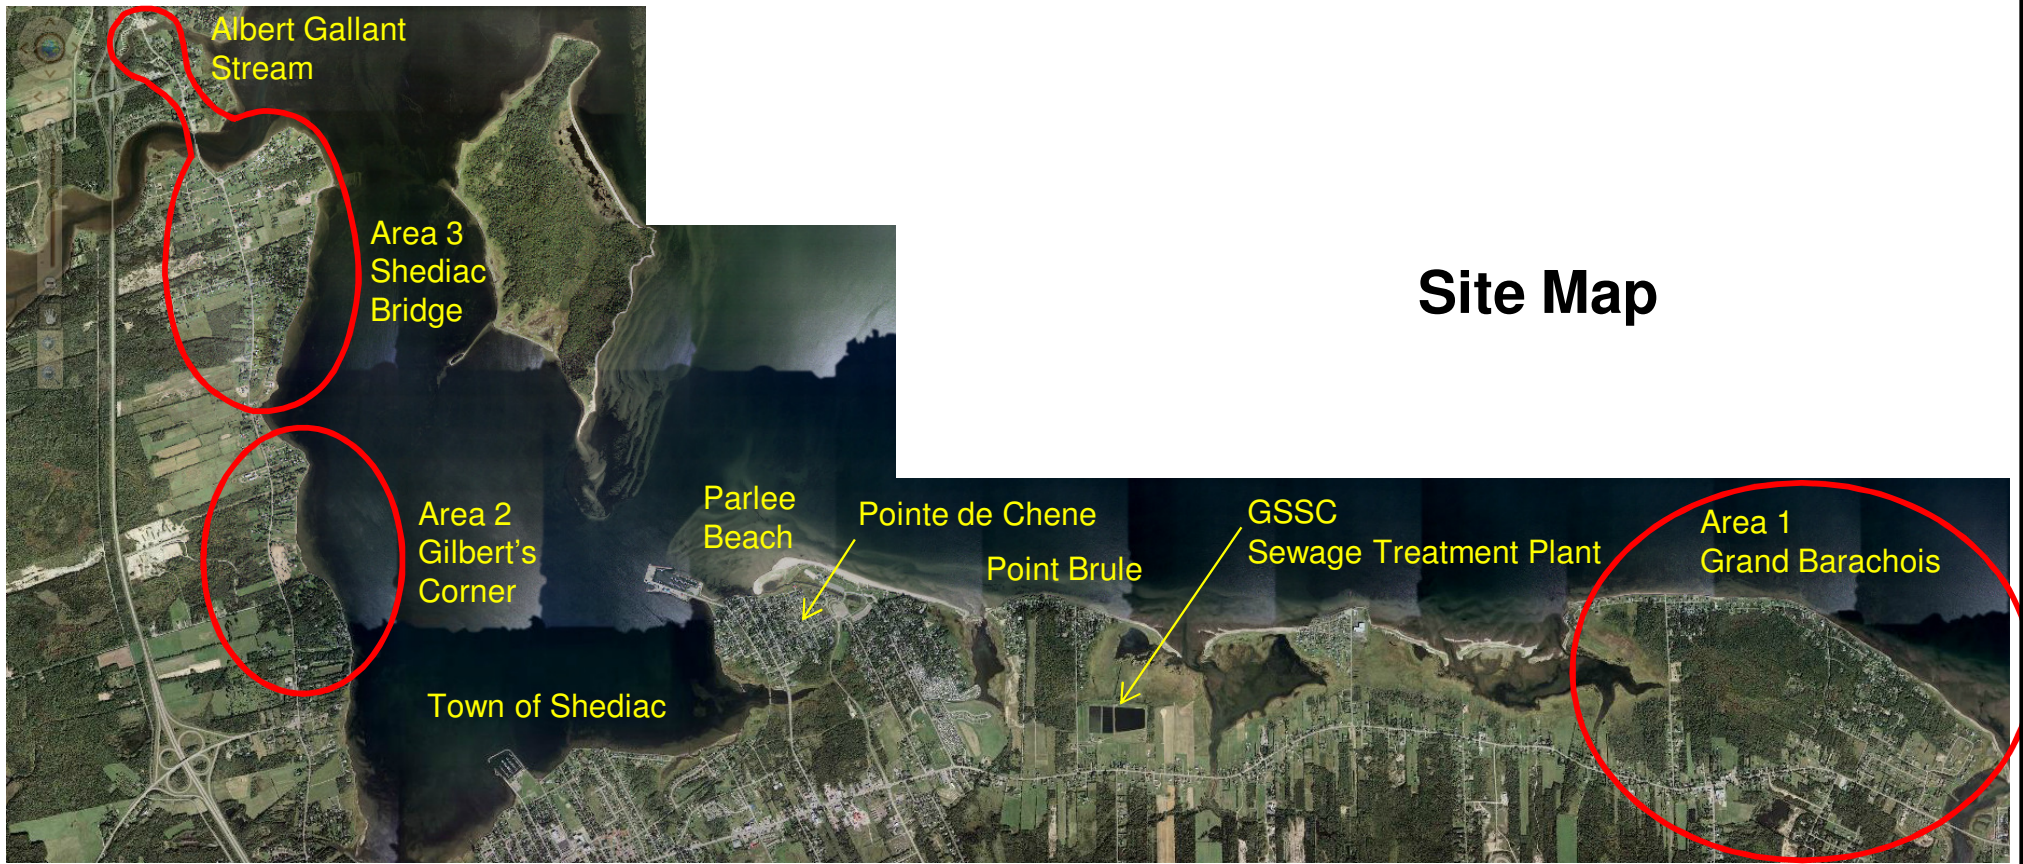 Albert Gallant
Stream
Area 3
Shediac
Bridge
Site Map
Area 2
Gilbert's
Corner
Parlee
Beach
Pointe de Chene
Point Brule
GSSC
Sewage Treatment Plant
Area 1
Grand Barachois
Town of Shediac